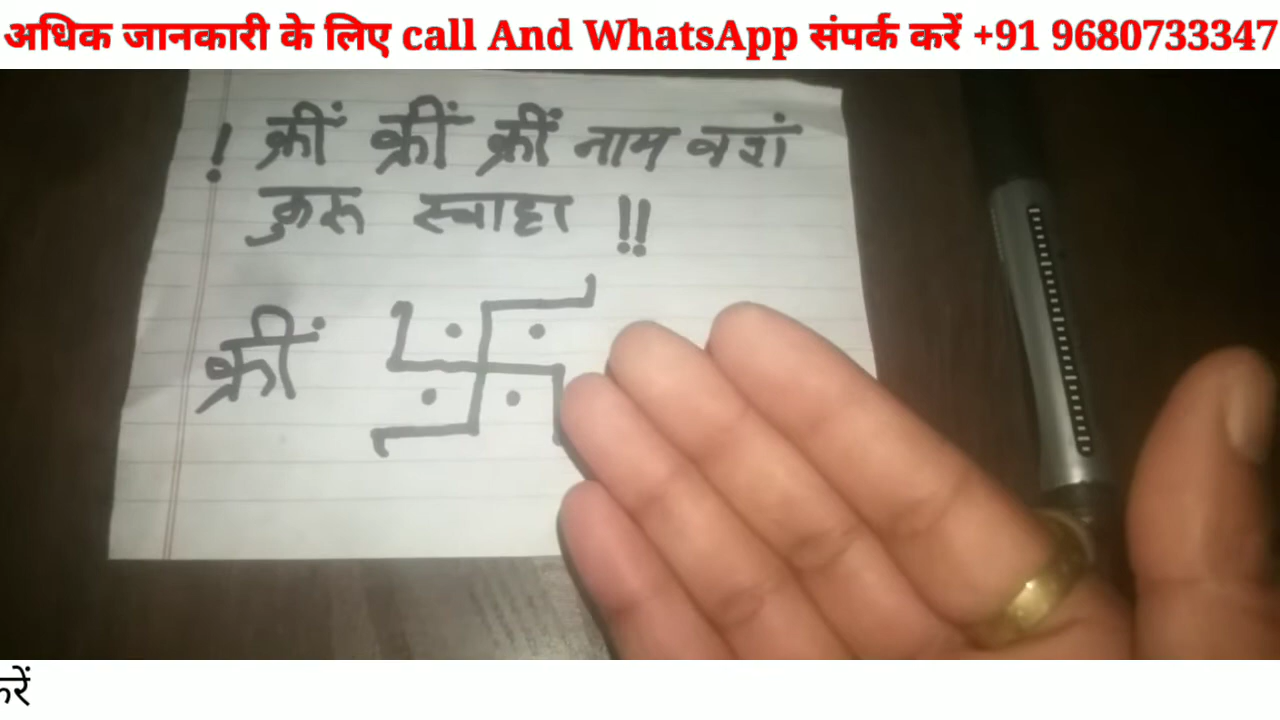 अधिक जानकारी के लिए call And WhatsApp संपर्क करें +91 9680733347
! क्रीं क्रीं क्रीं नाम वशं
कुरू स्वाहा !!
क्रीं
करें